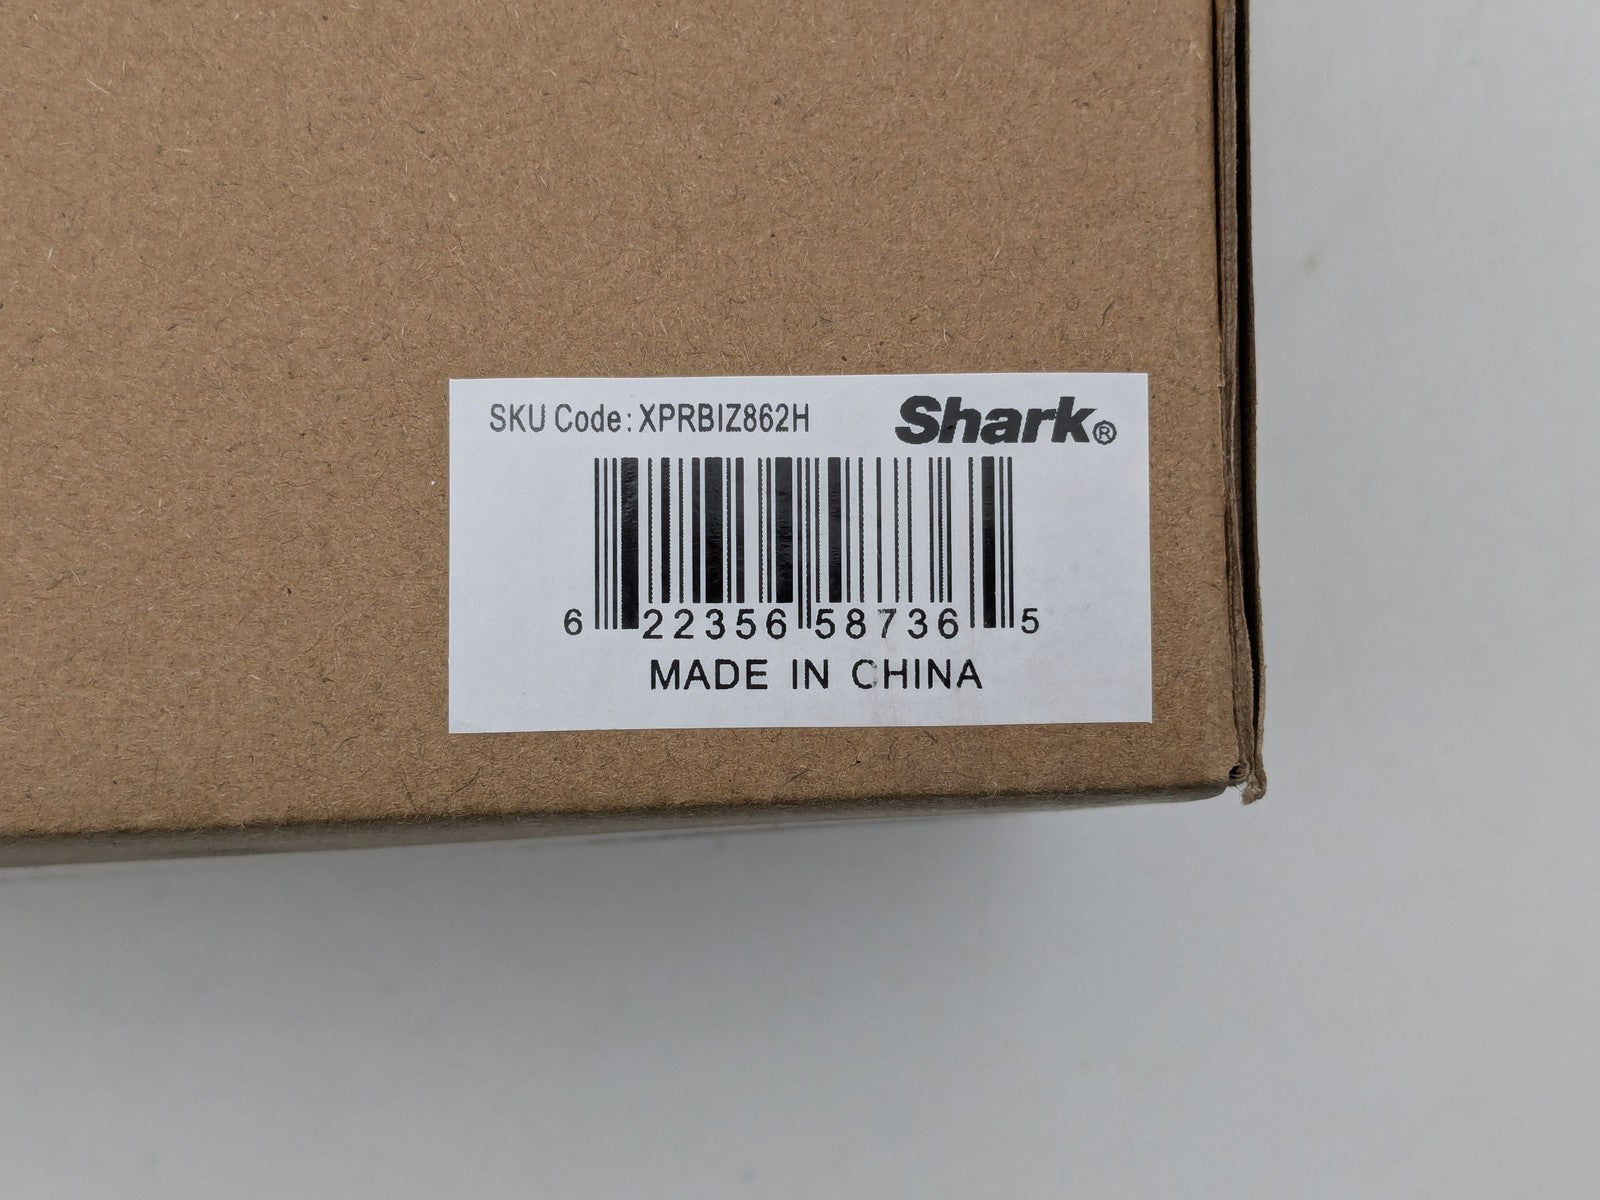 SKU Code: XPRBIZ862H
Shark®
6 22356 58736 5
MADE IN CHINA